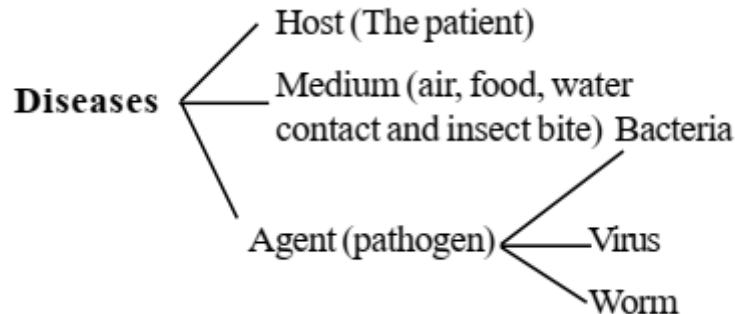 Host (The patient)
Diseases
Medium (air, food, water
contact and insect bite)
Bacteria
Agent (pathogen)
Virus
Worm